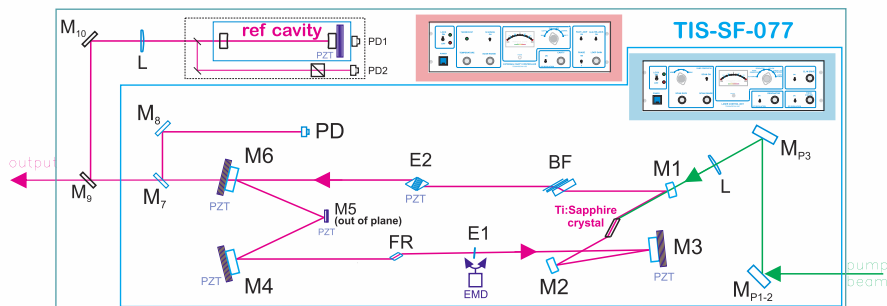 M10
L
ref cavity
PZT
PD1
PD2
TIS-SF-077
M8
PD
M6
E2
PZT
BF
M1
L
MP3
output
M9
M7
PZT
M5
(out of plane)
PZT
Ti:Sapphire
crystal
FR
E1
M3
PZT
M4
PZT
EMD
M2
MP1-2
pump
beam